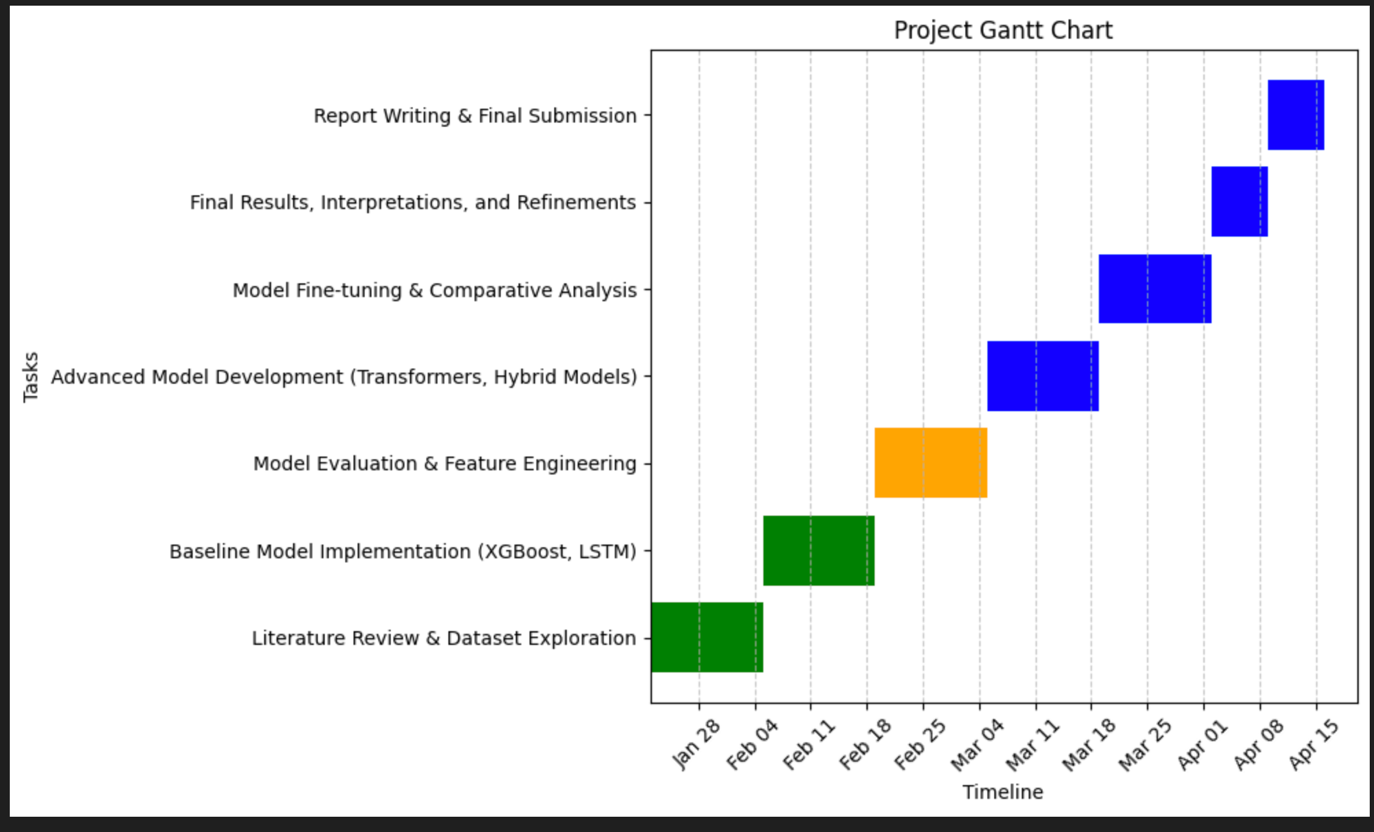 Project Gantt Chart
Report Writing & Final Submission
Final Results, Interpretations, and Refinements
Model Fine-tuning & Comparative Analysis
Advanced Model Development (Transformers, Hybrid Models)
Model Evaluation & Feature Engineering
Baseline Model Implementation (XGBoost, LSTM)
Literature Review & Dataset Exploration
Tasks
Jan 28
Feb 04
Feb 11
Feb 18
Feb 25
Mar 04
Mar 11
Mar 18
Mar 25
Apr 01
Apr 08
Apr 15
Timeline